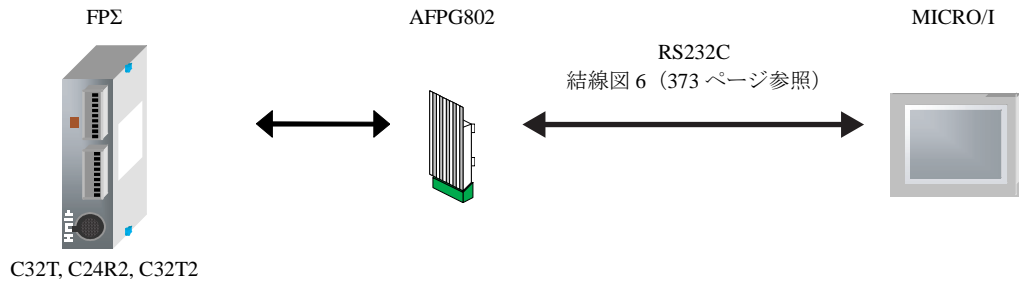 FPΣ
AFPG802
MICRO/I
RS232C
結線図 6（373 ページ参照）
C32T, C24R2, C32T2